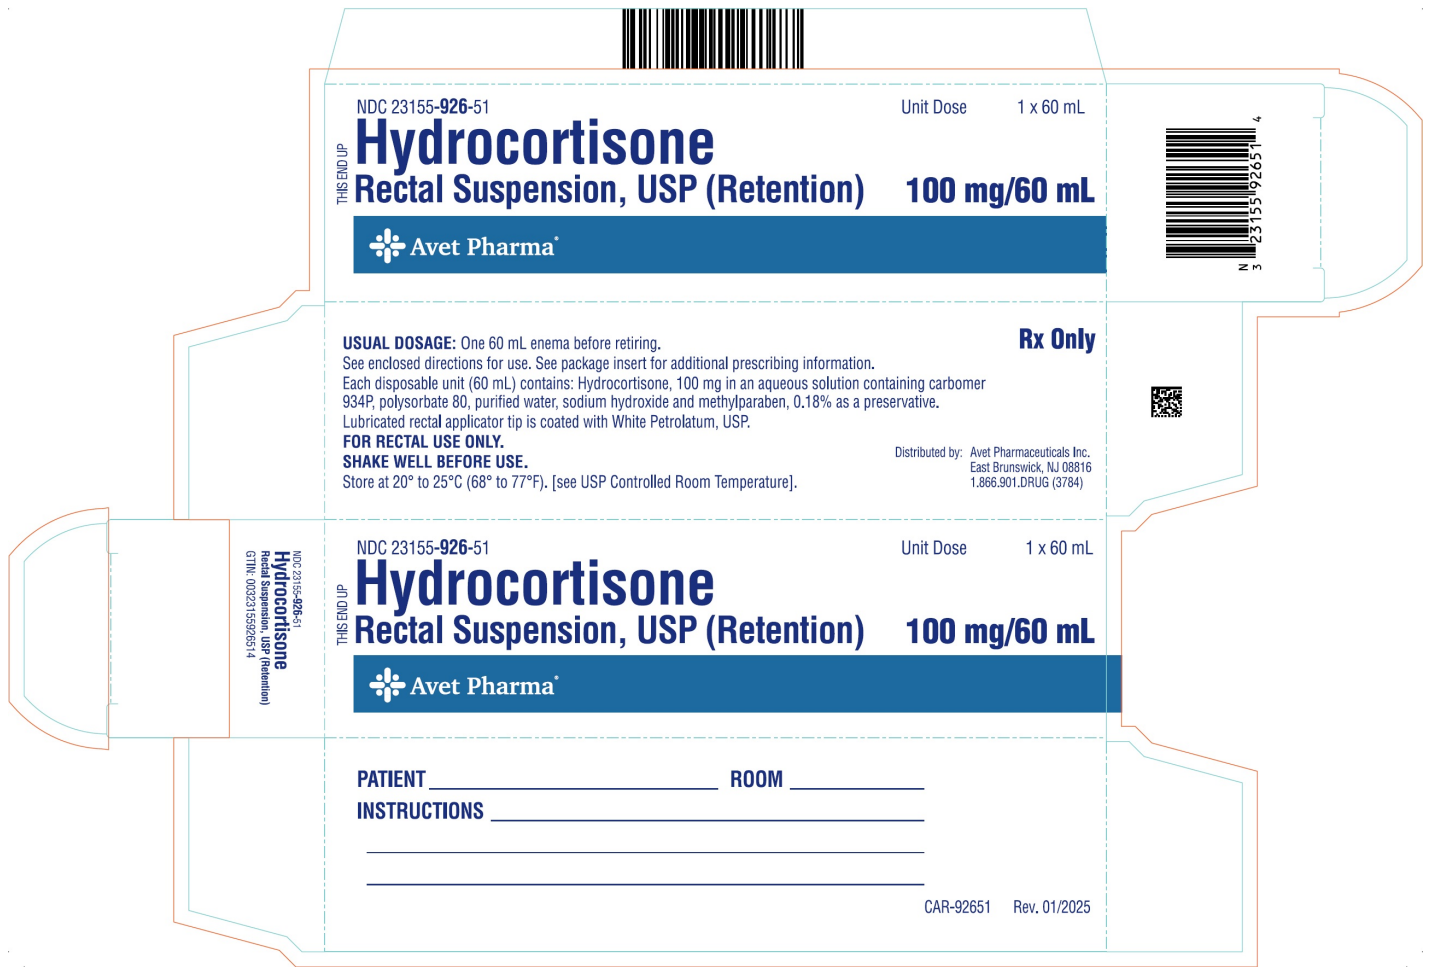 NDC 23155-926-51
Unit Dose 1 x 60 mL
THIS END UP
Hydrocortisone
Rectal Suspension, USP (Retention) 100 mg/60 mL
Avet Pharma®
N
3 23155 92651 4
USUAL DOSAGE: One 60 mL enema before retiring.
Rx Only
See enclosed directions for use. See package insert for additional prescribing information.
Each disposable unit (60 mL) contains: Hydrocortisone, 100 mg in an aqueous solution containing carbomer
934P, polysorbate 80, purified water, sodium hydroxide and methylparaben, 0.18% as a preservative.
Lubricated rectal applicator tip is coated with White Petrolatum, USP.
FOR RECTAL USE ONLY.
SHAKE WELL BEFORE USE.
Store at 20° to 25°C (68° to 77°F). [see USP Controlled Room Temperature].
Distributed by: Avet Pharmaceuticals Inc.
East Brunswick, NJ 08816
1.866.901.DRUG (3784)
NDC 23155-926-51
Hydrocortisone
Rectal Suspension, USP (Retention)
GTIN: 00323155926514
NDC 23155-926-51
Unit Dose 1 x 60 mL
THIS END UP
Hydrocortisone
Rectal Suspension, USP (Retention) 100 mg/60 mL
Avet Pharma®
PATIENT ROOM
INSTRUCTIONS
CAR-92651 Rev. 01/2025